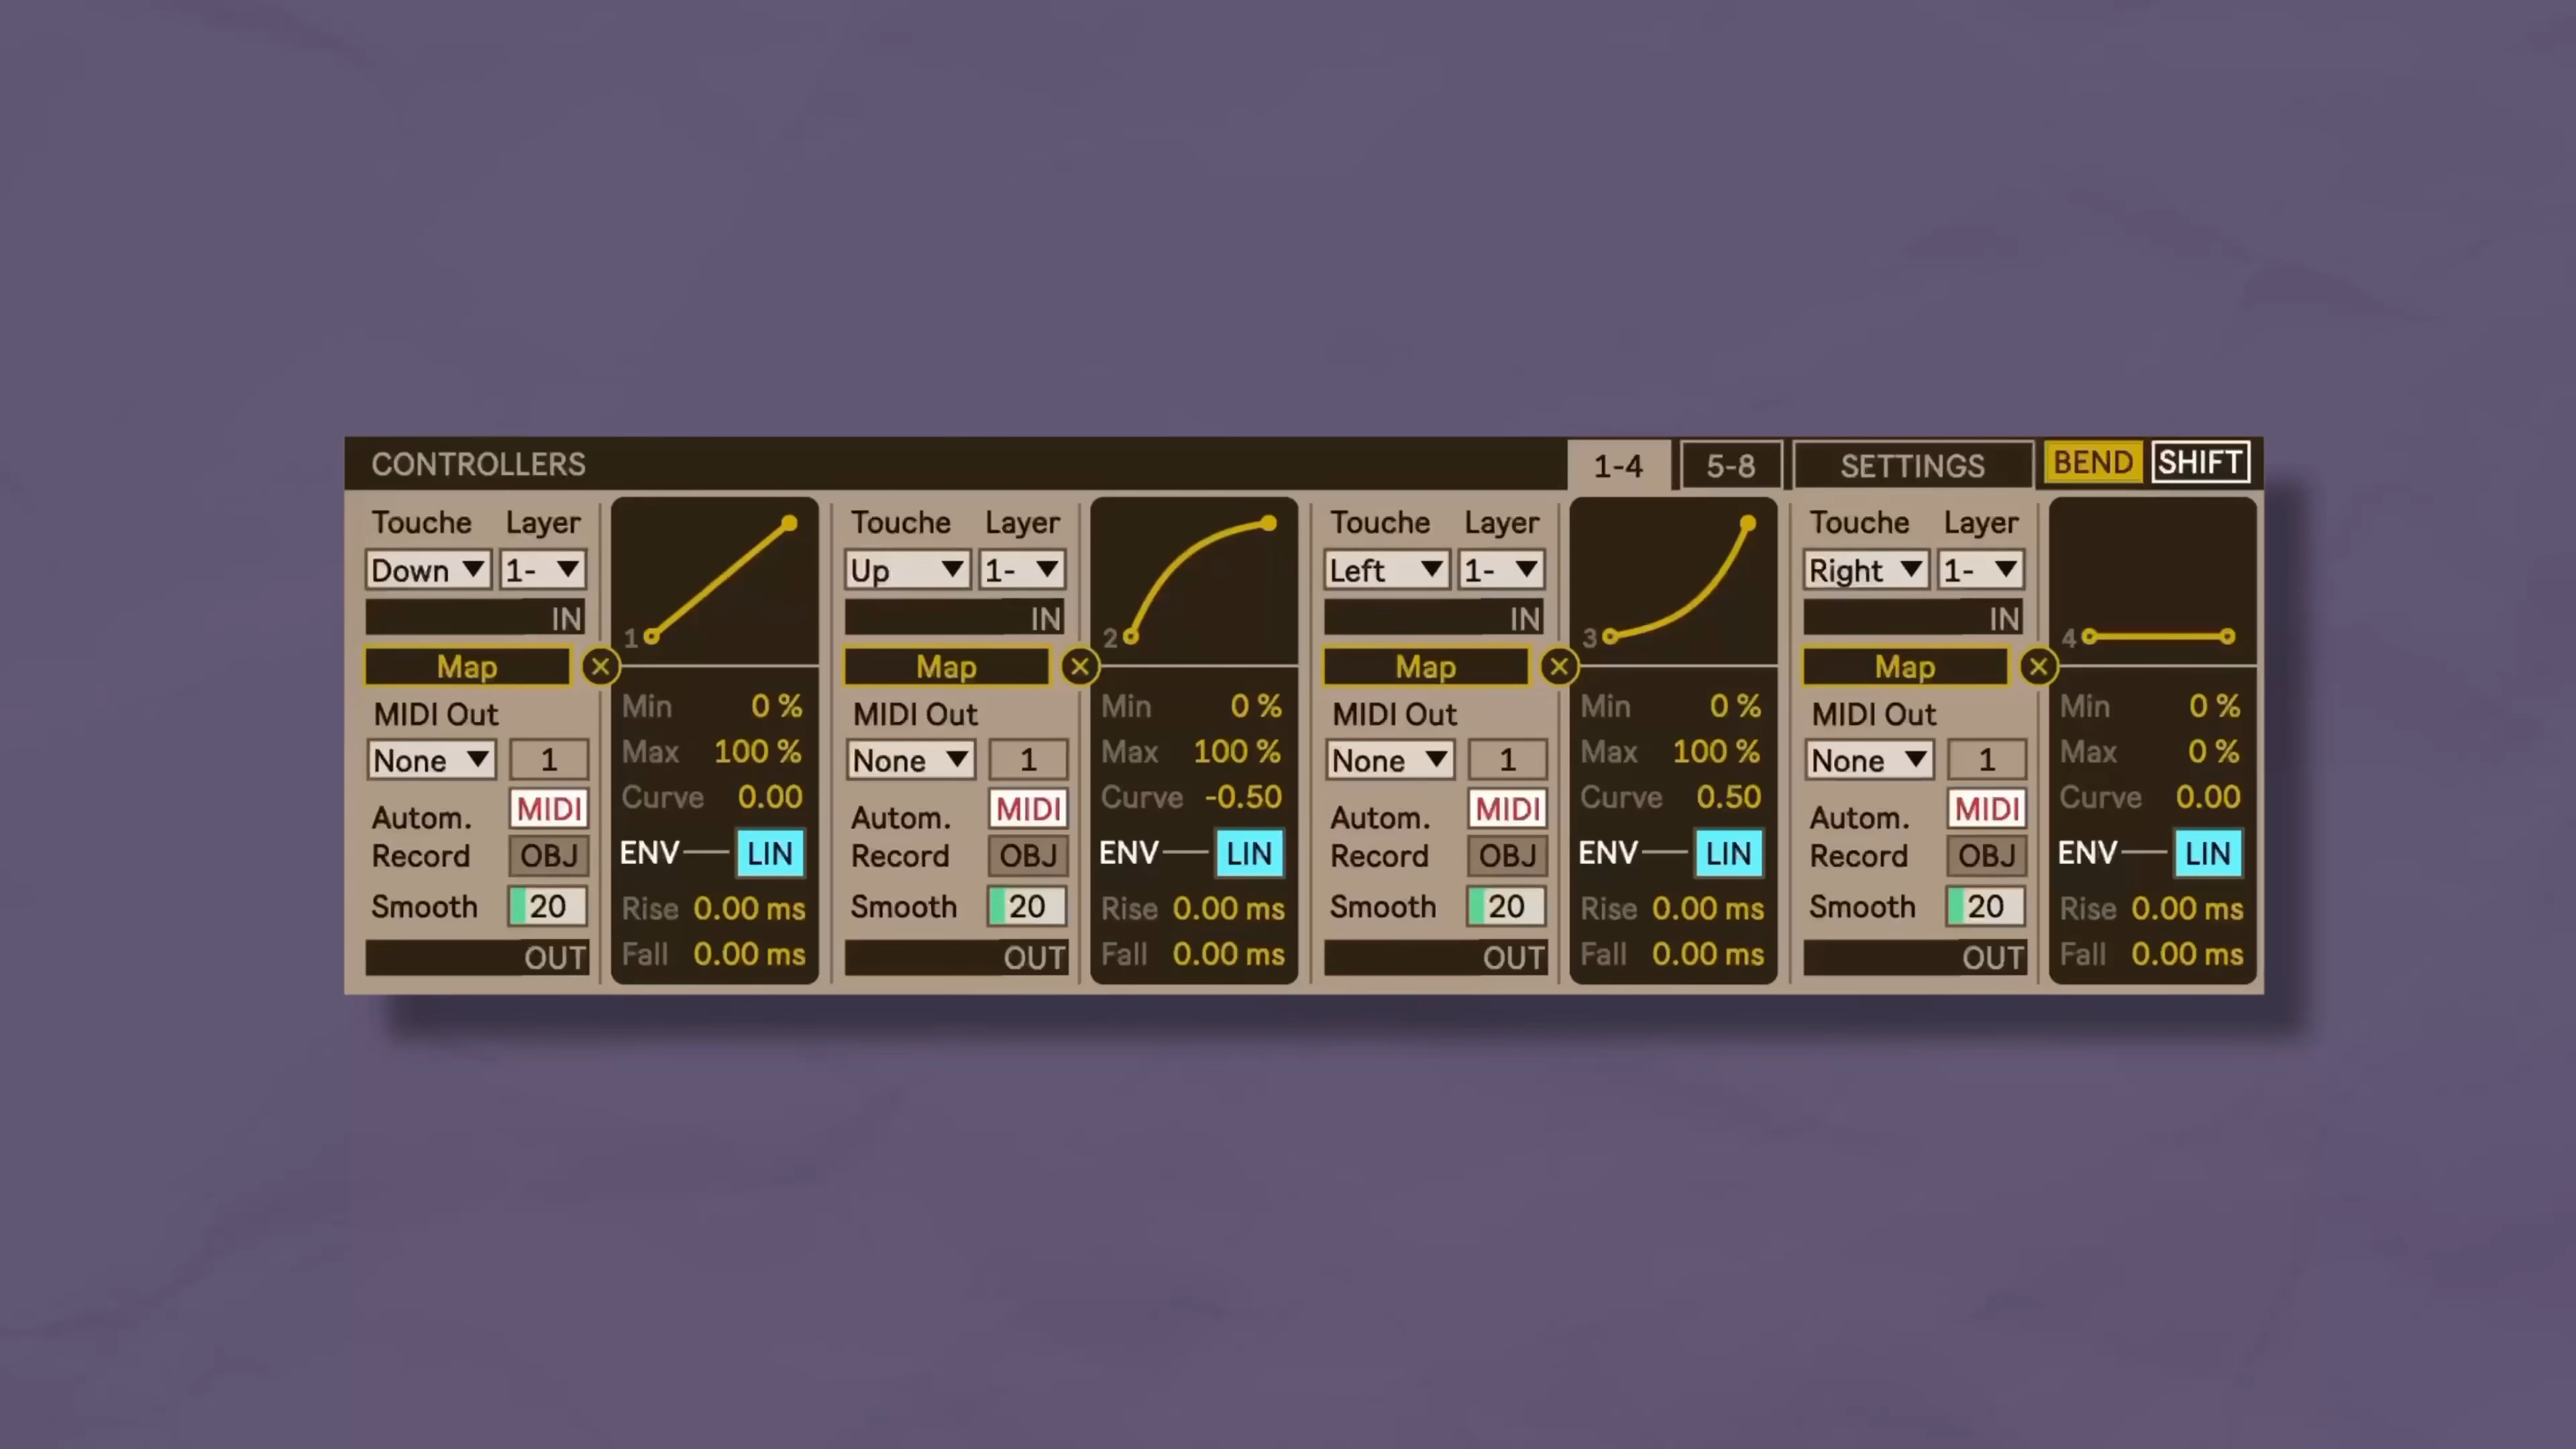 CONTROLLERS 1-4 5-8 SETTINGS BEND SHIFT
Touche Layer
Down 1-
IN
Map
MIDI Out
None 1
Autom. MIDI
Record OBJ
Smooth 20
OUT
1
Min 0 %
Max 100 %
Curve 0.00
ENV LIN
Rise 0.00 ms
Fall 0.00 ms
Touche Layer
Up 1-
IN
Map
MIDI Out
None 1
Autom. MIDI
Record OBJ
Smooth 20
OUT
2
Min 0 %
Max 100 %
Curve -0.50
ENV LIN
Rise 0.00 ms
Fall 0.00 ms
Touche Layer
Left 1-
IN
Map
MIDI Out
None 1
Autom. MIDI
Record OBJ
Smooth 20
OUT
3
Min 0 %
Max 100 %
Curve 0.50
ENV LIN
Rise 0.00 ms
Fall 0.00 ms
Touche Layer
Right 1-
IN
Map
MIDI Out
None 1
Autom. MIDI
Record OBJ
Smooth 20
OUT
4
Min 0 %
Max 0 %
Curve 0.00
ENV LIN
Rise 0.00 ms
Fall 0.00 ms